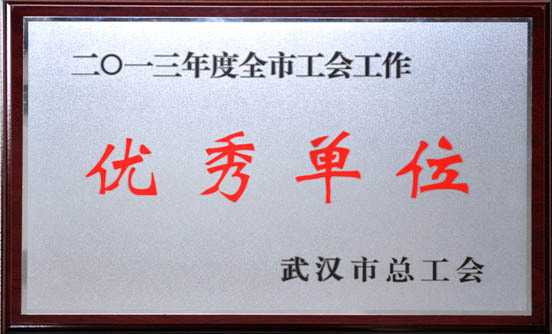 二〇一三年度全市工会工作
优秀单位
武汉市总工会